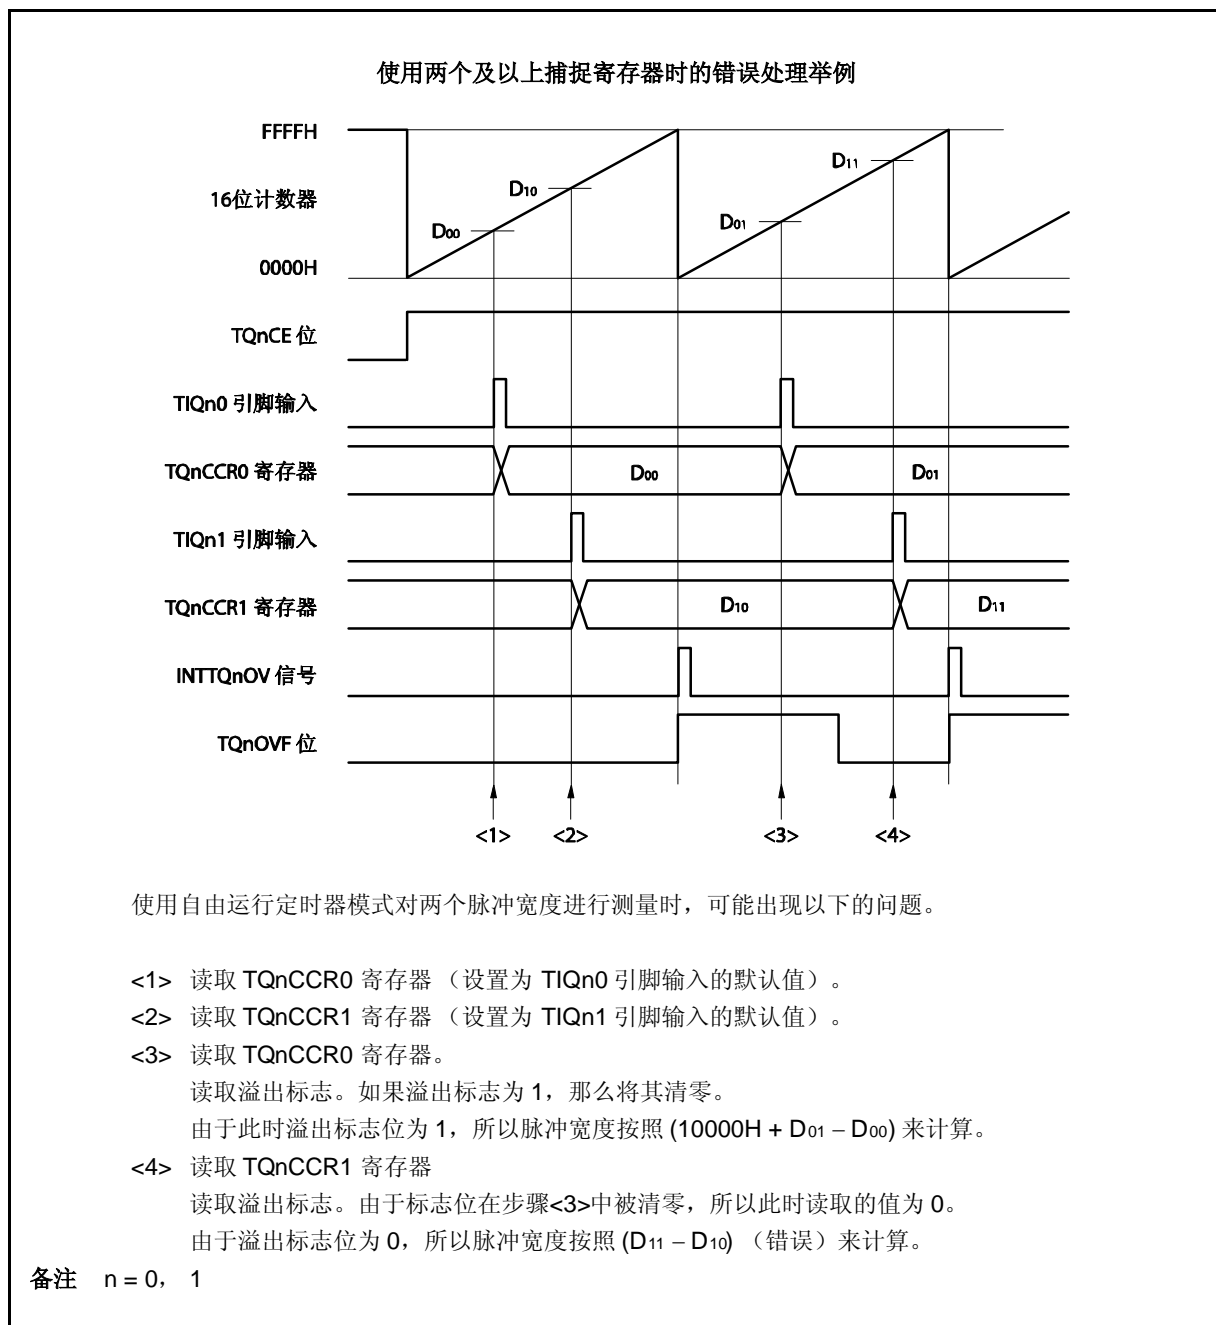 使用两个及以上捕捉寄存器时的错误处理举例
FFFFH
16位计数器
0000H
D00
D10
D01
D11
TQnCE 位
TIQn0 引脚输入
TQnCCR0 寄存器
D00
D01
TIQn1 引脚输入
TQnCCR1 寄存器
D10
D11
INTTQnOV 信号
TQnOVF 位
<1>
<2>
<3>
<4>
使用自由运行定时器模式对两个脉冲宽度进行测量时，可能出现以下的问题。
<1> 读取 TQnCCR0 寄存器 （设置为 TIQn0 引脚输入的默认值）。
<2> 读取 TQnCCR1 寄存器 （设置为 TIQn1 引脚输入的默认值）。
<3> 读取 TQnCCR0 寄存器。
读取溢出标志。如果溢出标志为 1，那么将其清零。
由于此时溢出标志位为 1，所以脉冲宽度按照 (10000H + D01 – D00) 来计算。
<4> 读取 TQnCCR1 寄存器
读取溢出标志。由于标志位在步骤<3>中被清零，所以此时读取的值为 0。
由于溢出标志位为 0，所以脉冲宽度按照 (D11 – D10) （错误）来计算。
备注 n = 0， 1